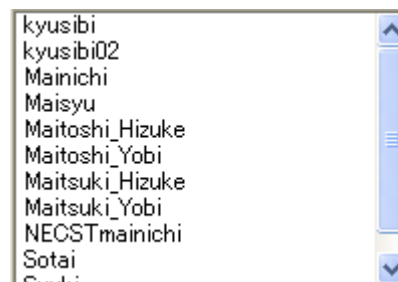 kyusibi
kyusibi02
Mainichi
Maisyu
Maitoshi_Hizuke
Maitoshi_Yobi
Maitsuki_Hizuke
Maitsuki_Yobi
NECSTmainichi
Sotai